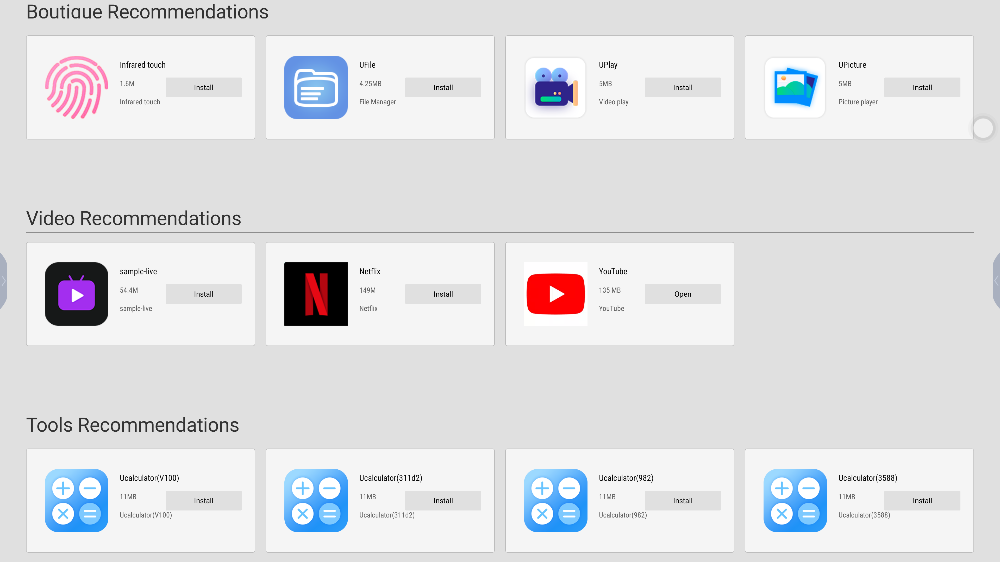 Boutique Recommendations
Infrared touch
1.6M
Install
Infrared touch
UFile
4.25MB
Install
File Manager
UPlay
5MB
Install
Video play
UPicture
5MB
Install
Picture player
Video Recommendations
sample-live
54.4M
Install
sample-live
N
Netflix
149M
Install
Netflix
YouTube
135 MB
Open
YouTube
Tools Recommendations
Ucalculator(V100)
11MB
Install
Ucalculator(V100)
Ucalculator(311d2)
11MB
Install
Ucalculator(311d2)
Ucalculator(982)
11MB
Install
Ucalculator(982)
Ucalculator(3588)
11MB
Install
Ucalculator(3588)